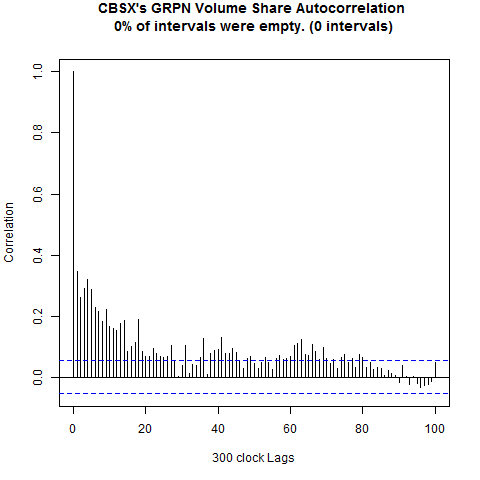 CBSX's GRPN Volume Share Autocorrelation
0% of intervals were empty. (0 intervals)
1.0
0.8
0.6
0.4
0.2
0.0
Correlation
0 20 40 60 80 100
300 clock Lags